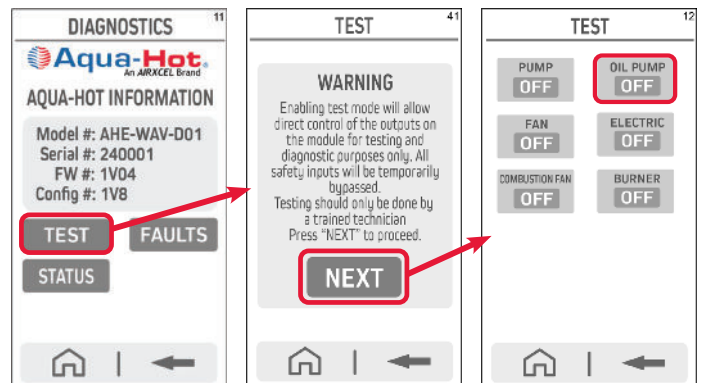 DIAGNOSTICS
11
Aqua-Hot.
An AIRXCEL Brand
AQUA-HOT INFORMATION
Model #: AHE-WAV-D01
Serial #: 240001
FW #: 1V04
Config #: 1V8
TEST
FAULTS
STATUS
TEST
41
WARNING
Enabling test mode will allow
direct control of the outputs on
the module for testing and
diagnostic purposes only. All
safety inputs will be temporarily
bypassed.
Testing should only be done by
a trained technician
Press "NEXT" to proceed.
NEXT
TEST
12
PUMP
OFF
OIL PUMP
OFF
FAN
OFF
ELECTRIC
OFF
COMBUSTION FAN
OFF
BURNER
OFF